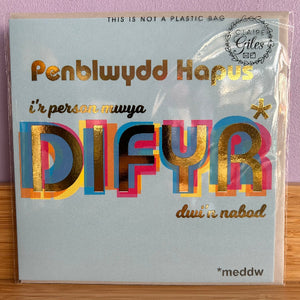 THIS IS NOT A PLASTIC BAG
CLAIRE
Giles
Penblwydd Hapus
i'r person mwya
DIFYR*
dwi'n nabod
*meddw